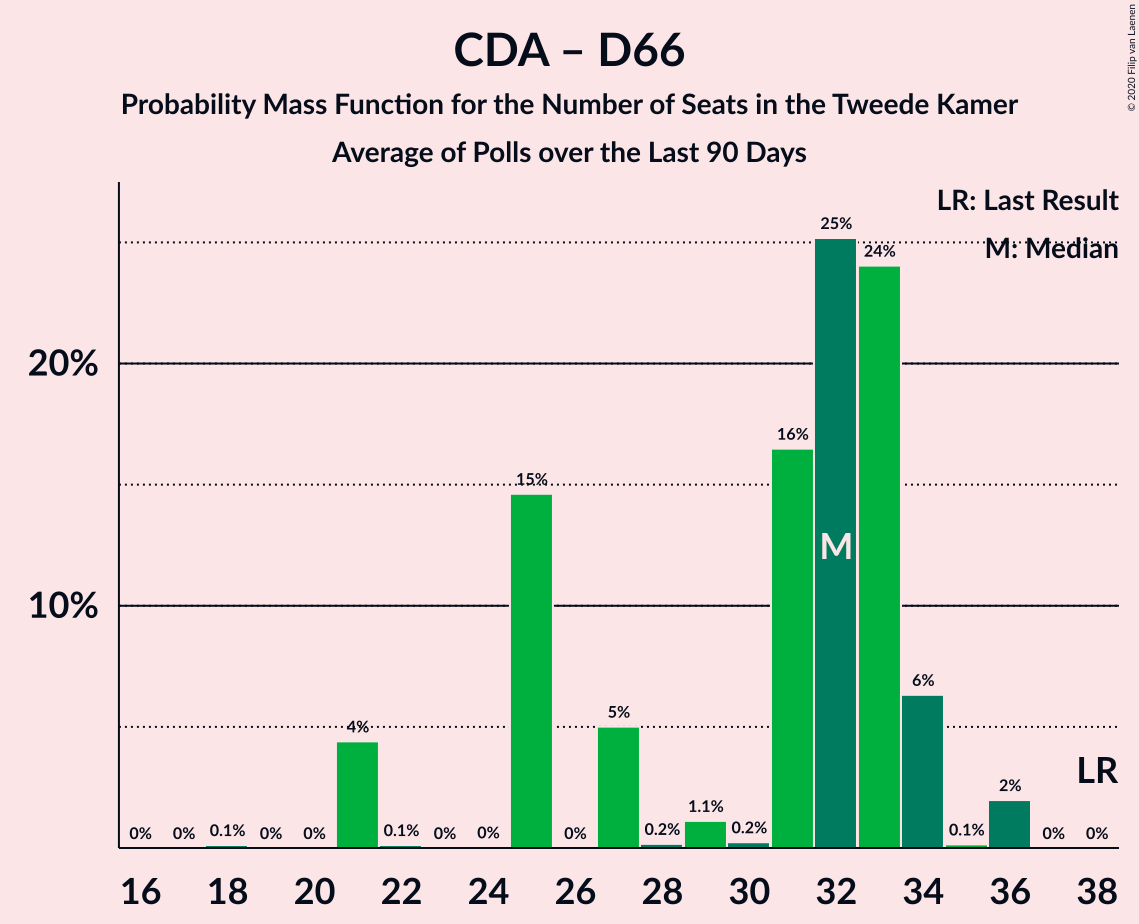 CDA – D66
Probability Mass Function for the Number of Seats in the Tweede Kamer
Average of Polls over the Last 90 Days
© 2020 Filip van Laenen
LR: Last Result
M: Median
20%
10%
0% 0% 0.1% 0% 0% 4% 0.1% 0% 0% 15% 0% 5% 0.2% 1.1% 0.2% 16% 25% 24% 6% 0.1% 2% 0% 0%
M
LR
16 18 20 22 24 26 28 30 32 34 36 38